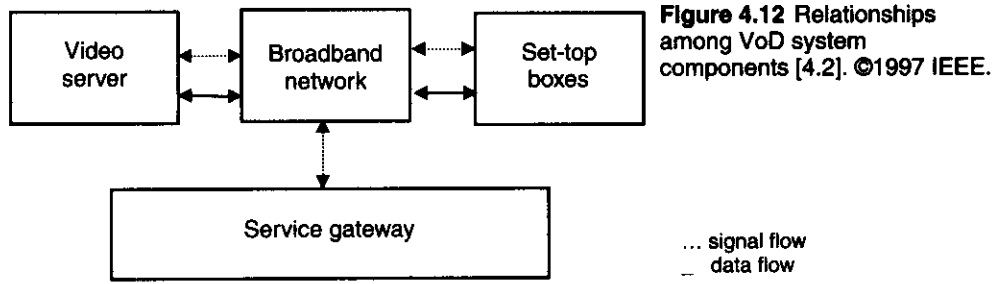 Video
server
Broadband
network
Set-top
boxes
Figure 4.12 Relationships
among VoD system
components [4.2]. ©1997 IEEE.
Service gateway
... signal flow
_ data flow